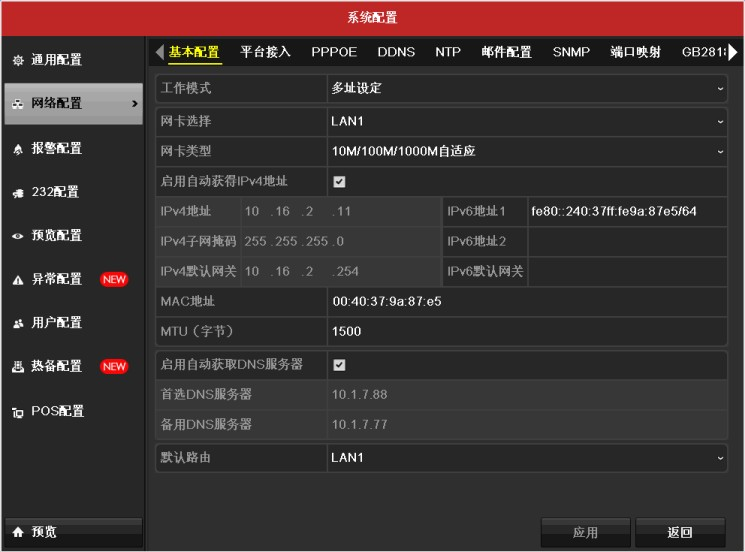 系统配置
通用配置
网络配置
报警配置
232配置
预览配置
异常配置 NEW
用户配置
热备配置 NEW
POS配置
预览
基本配置 平台接入 PPPOE DDNS NTP 邮件配置 SNMP 端口映射 GB281
工作模式 多址设定
网卡选择 LAN1
网卡类型 10M/100M/1000M自适应
启用自动获得IPv4地址
IPv4地址 10 .16 .2 .11 IPv6地址1 fe80::240:37ff:fe9a:87e5/64
IPv4子网掩码 255 .255 .255 .0 IPv6地址2
IPv4默认网关 10 .16 .2 .254 IPv6默认网关
MAC地址 00:40:37:9a:87:e5
MTU（字节） 1500
启用自动获取DNS服务器
首选DNS服务器 10.1.7.88
备用DNS服务器 10.1.7.77
默认路由 LAN1
应用 返回